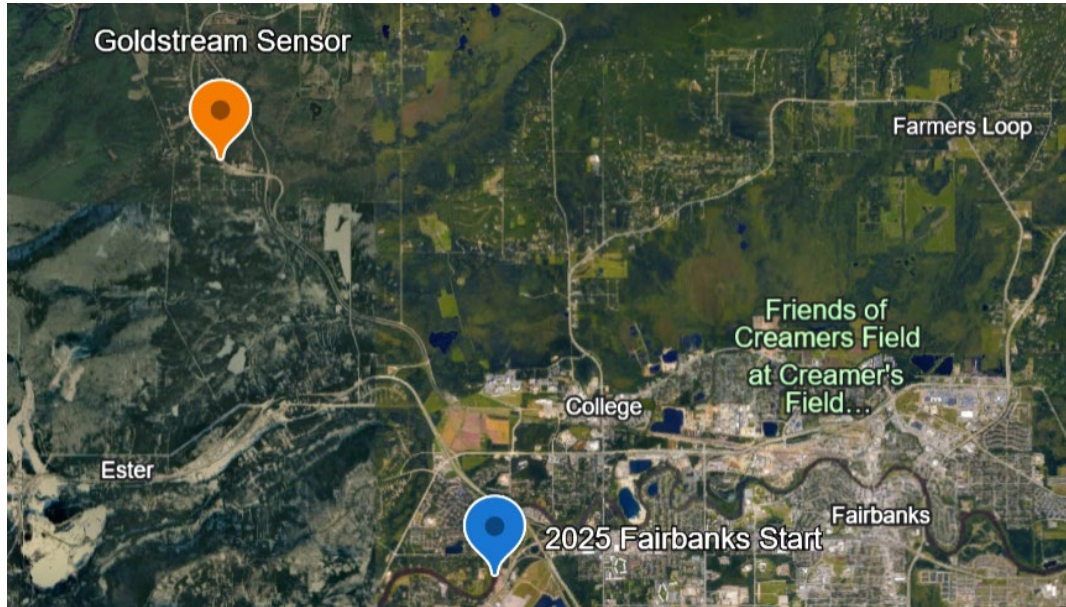 Goldstream Sensor
Farmers Loop
Friends of
Creamers Field
at Creamer's
Field...
College
Ester
Fairbanks
2025 Fairbanks Start